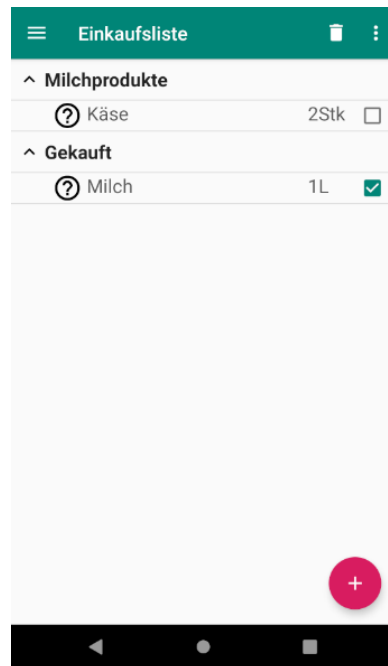 Einkaufsliste
Milchprodukte
Käse 2Stk
Gekauft
Milch 1L